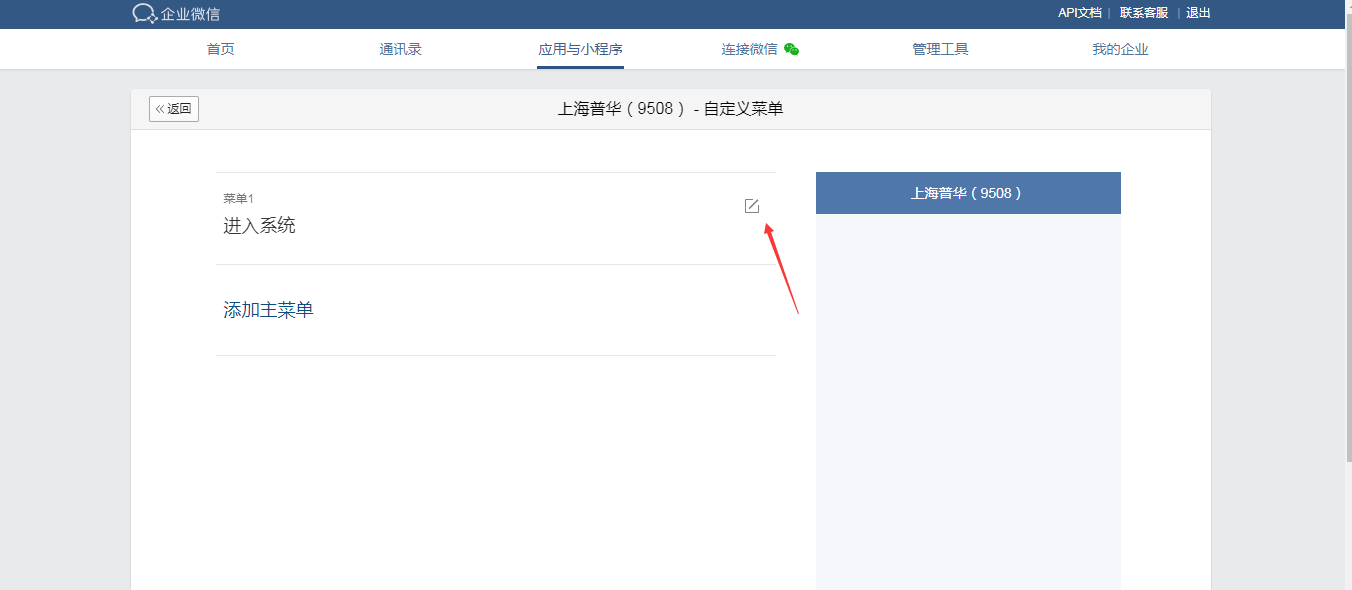 企业微信
API文档 | 联系客服 | 退出
首页 通讯录 应用与小程序 连接微信 管理工具 我的企业
«返回
上海普华（9508） - 自定义菜单
菜单1
进入系统
添加主菜单
上海普华（9508）